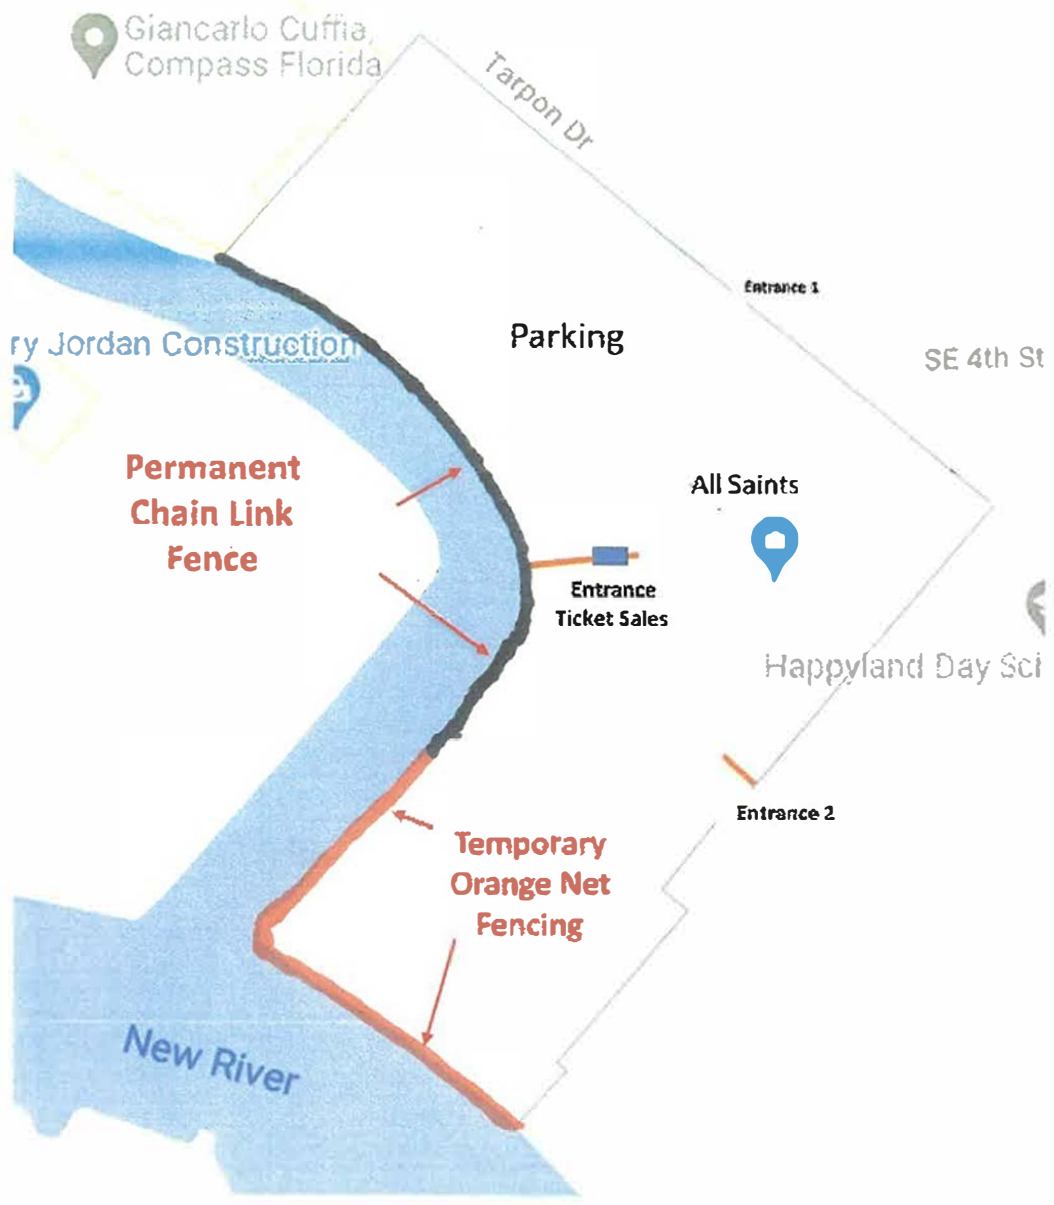 Giancarlo Cuffia,
Compass Florida
Tarpon Dr
Entrance 1
Parking
ry Jordan Construction
SE 4th St
Permanent
Chain Link
Fence
All Saints
Entrance
Ticket Sales
Happyland Day Scl
Entrance 2
Temporary
Orange Net
Fencing
New River